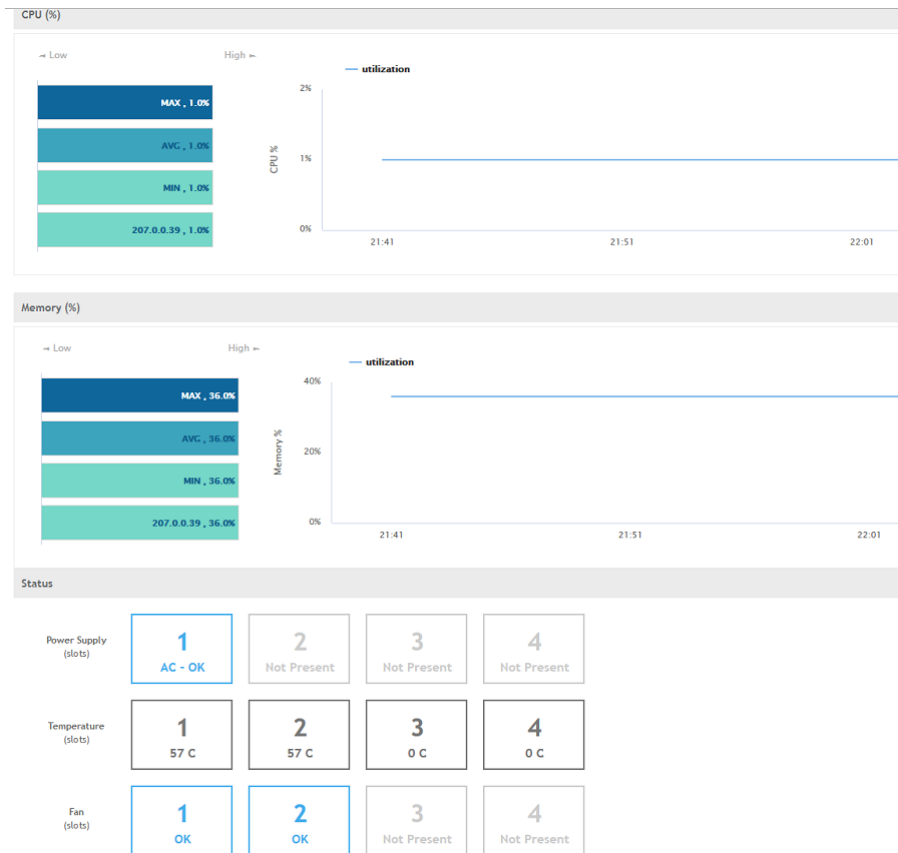 CPU (%)
Low High
utilization
2%
MAX , 1.0%
AVG , 1.0%
CPU %
1%
MIN , 1.0%
207.0.0.39 , 1.0%
0%
21:41 21:51 22:01
Memory (%)
Low High
utilization
40%
MAX , 36.0%
AVG , 36.0%
Memory %
20%
MIN , 36.0%
207.0.0.39 , 36.0%
0%
21:41 21:51 22:01
Status
Power Supply
(slots)
1 2 3 4
AC - OK Not Present Not Present Not Present
Temperature
(slots)
1 2 3 4
57 C 57 C 0 C 0 C
Fan
(slots)
1 2 3 4
OK OK Not Present Not Present